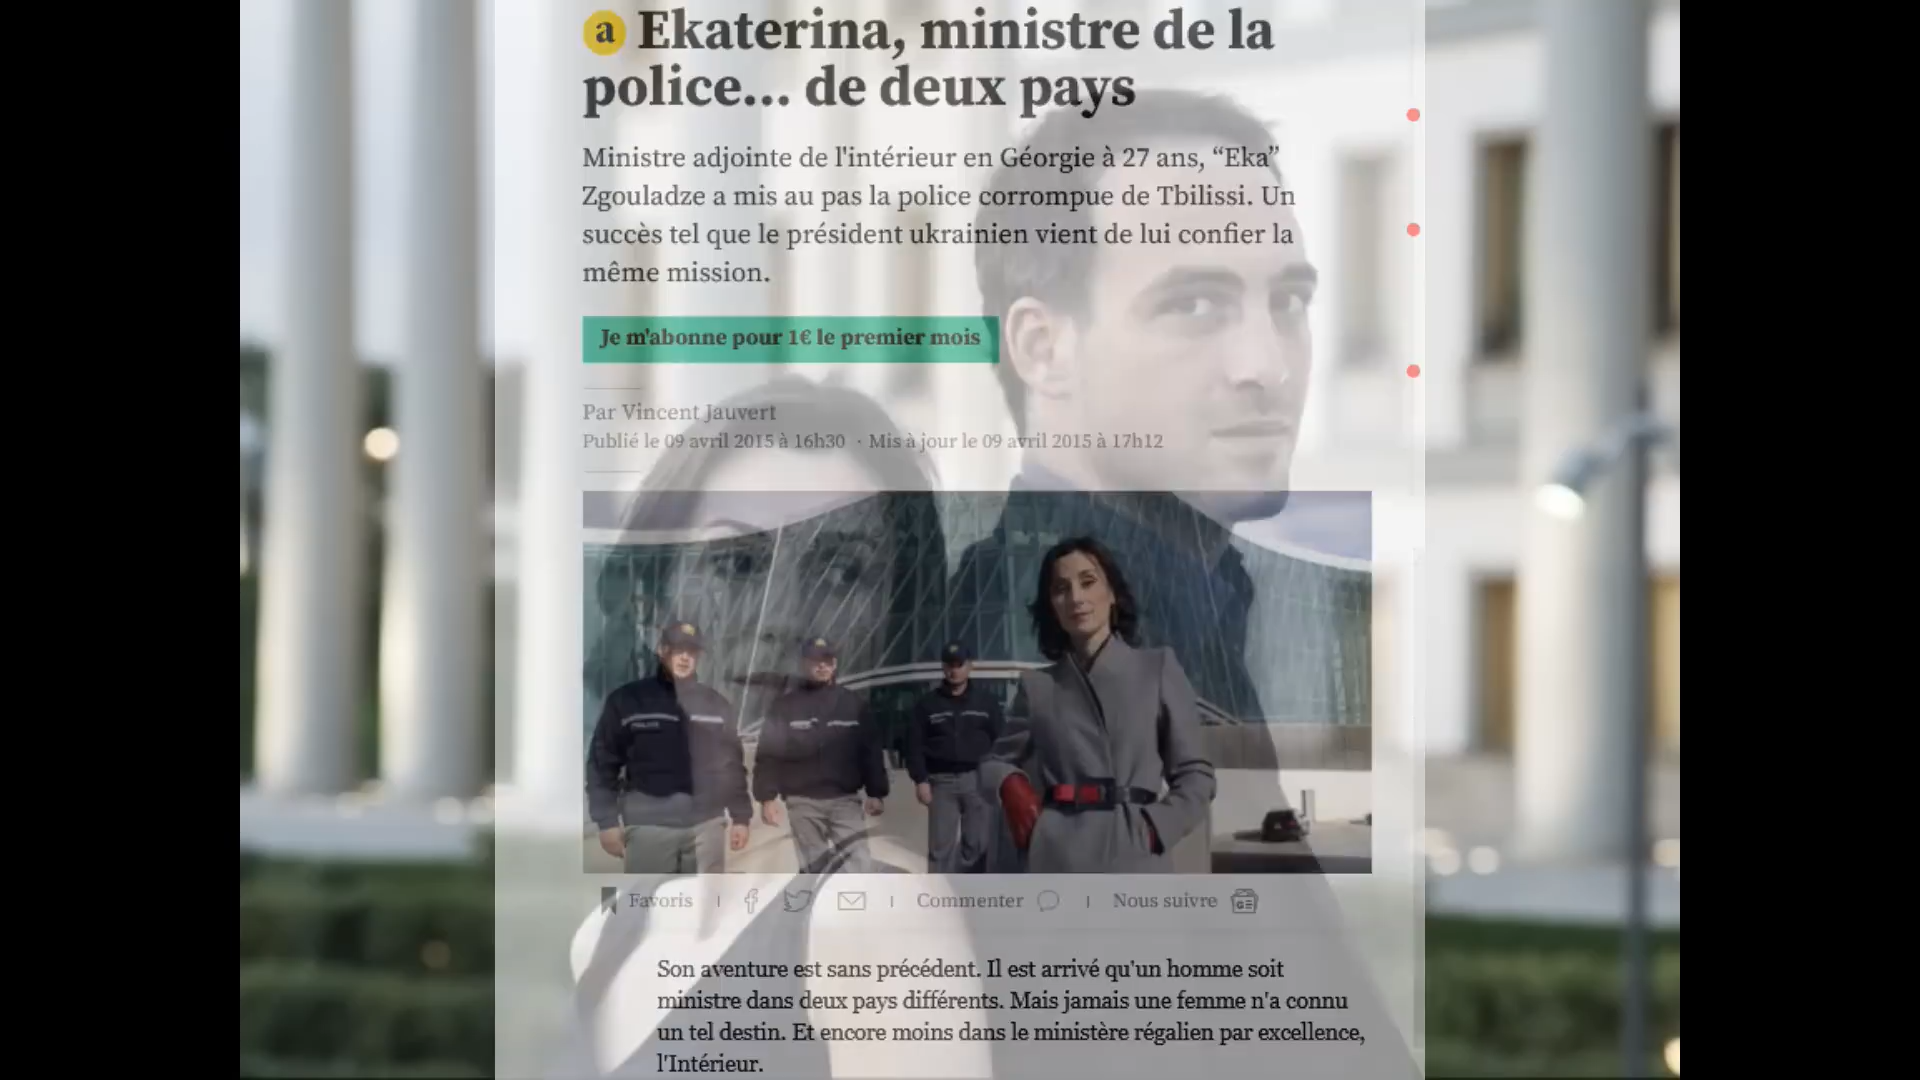 a Ekaterina, ministre de la
police... de deux pays
Ministre adjointe de l'intérieur en Géorgie à 27 ans, “Eka”
Zgouladze a mis au pas la police corrompue de Tbilissi. Un
succès tel que le président ukrainien vient de lui confier la
même mission.
Je m'abonne pour 1€ le premier mois
Par Vincent Jauvert
Publié le 09 avril 2015 à 16h30 · Mis à jour le 09 avril 2015 à 17h12
Favoris | | Commenter | Nous suivre
Son aventure est sans précédent. Il est arrivé qu'un homme soit
ministre dans deux pays différents. Mais jamais une femme n'a connu
un tel destin. Et encore moins dans le ministère régalien par excellence,
l'Intérieur.